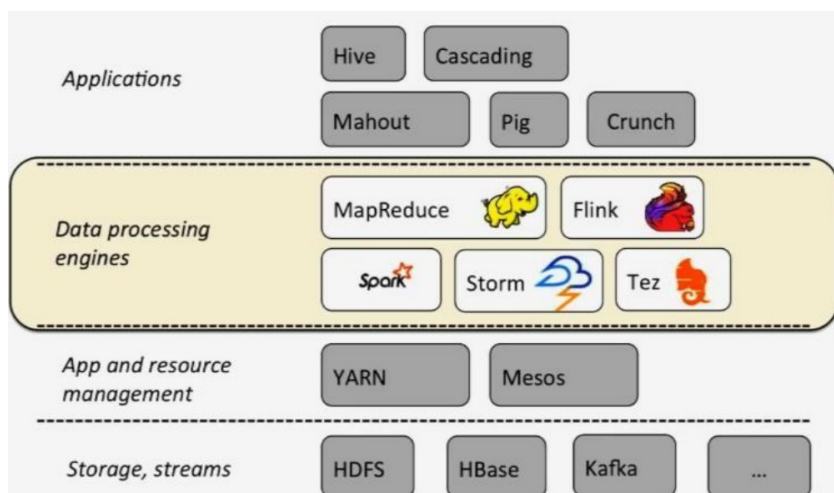 Applications
Hive
Cascading
Mahout
Pig
Crunch
Data processing
engines
MapReduce
Flink
Spark
Storm
Tez
App and resource
management
YARN
Mesos
Storage, streams
HDFS
HBase
Kafka
...